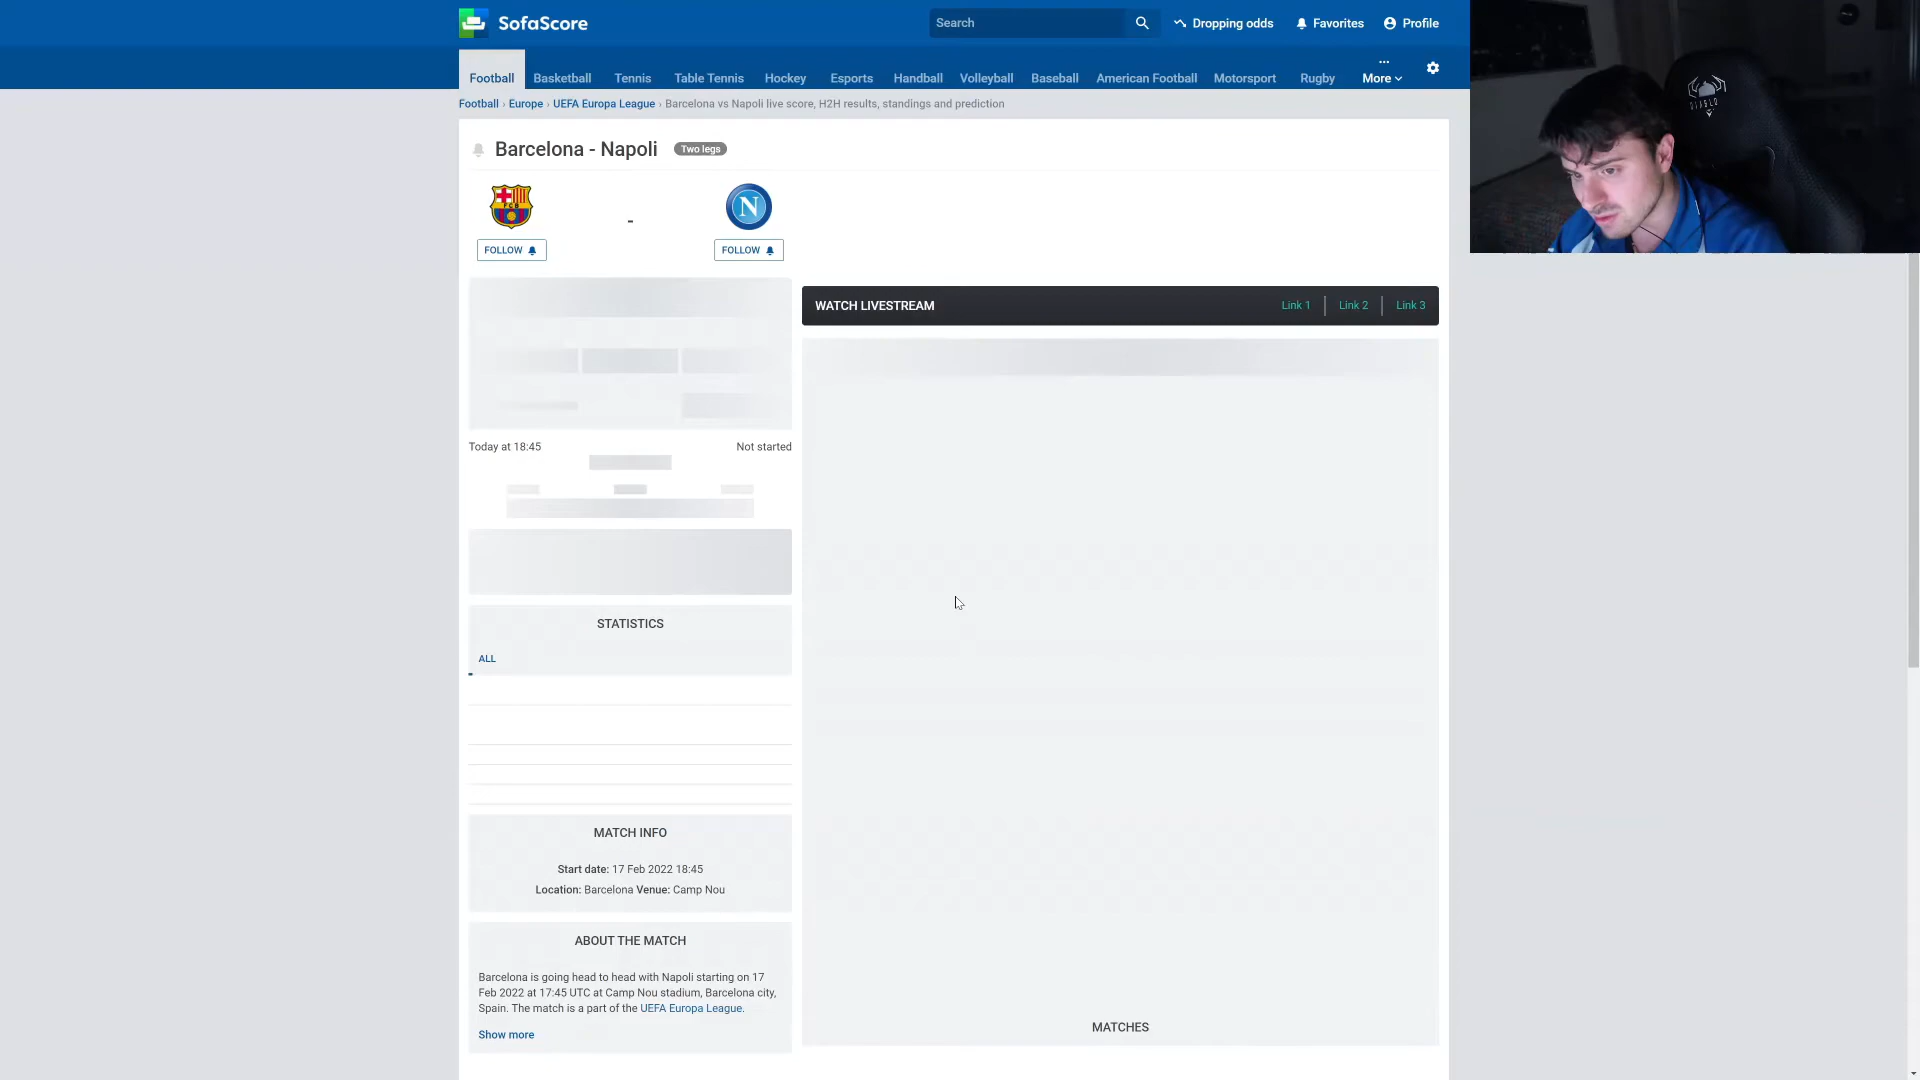 SofaScore
Search
Dropping odds
Favorites
Profile
Football
Basketball
Tennis
Table Tennis
Hockey
Esports
Handball
Volleyball
Baseball
American Football
Motorsport
Rugby
More
Football › Europe › UEFA Europa League › Barcelona vs Napoli live score, H2H results, standings and prediction
Barcelona - Napoli
Two legs
FCB
N
-
FOLLOW
FOLLOW
WATCH LIVESTREAM
Link 1
Link 2
Link 3
Today at 18:45
Not started
STATISTICS
ALL
MATCH INFO
Start date: 17 Feb 2022 18:45
Location: Barcelona Venue: Camp Nou
ABOUT THE MATCH
Barcelona is going head to head with Napoli starting on 17
Feb 2022 at 17:45 UTC at Camp Nou stadium, Barcelona city,
Spain. The match is a part of the UEFA Europa League.
Show more
MATCHES
DIABLO